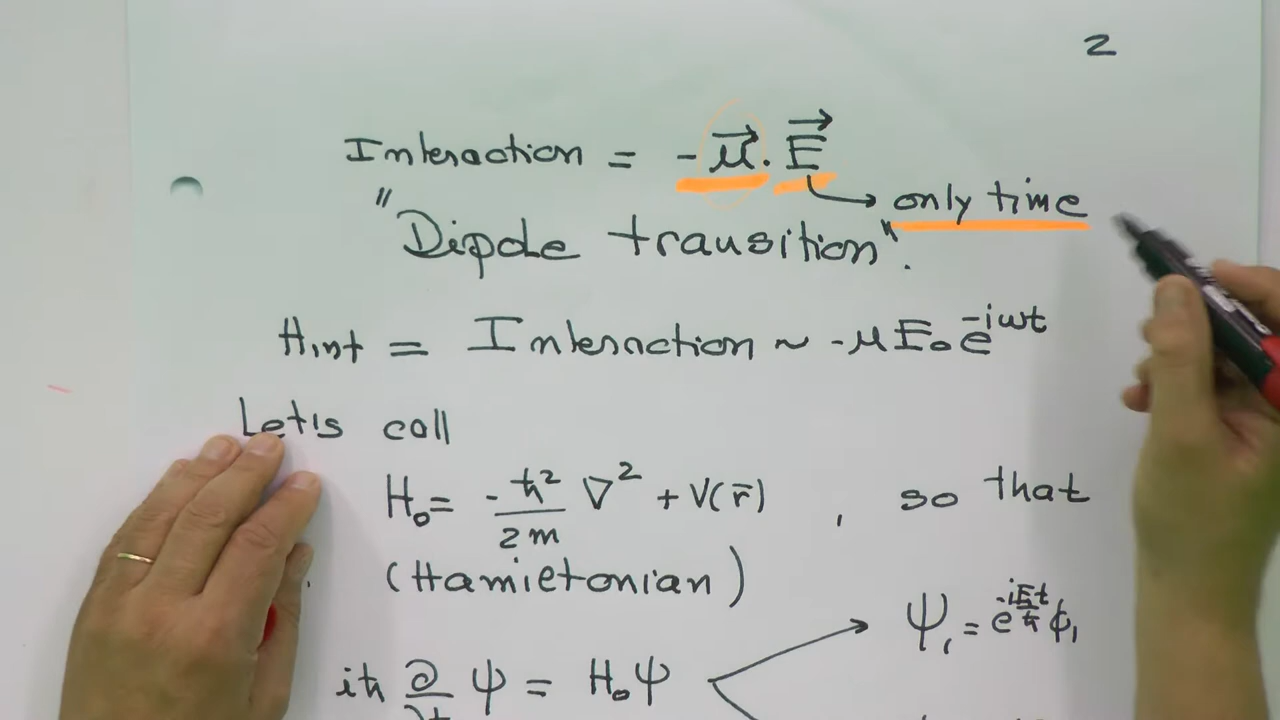 2
Interaction = -μ⃗ . E⃗
→ only time
"Dipole transition".
Hint = Interaction ~ -μE₀e^-iωt
Let's call
H₀ = -ħ²/2m ∇² + V(r̄) , so that
(Hamietonian)
ψ₁ = e^-iE₁t/ħ ϕ₁
iħ ∂/∂t ψ = H₀ψ